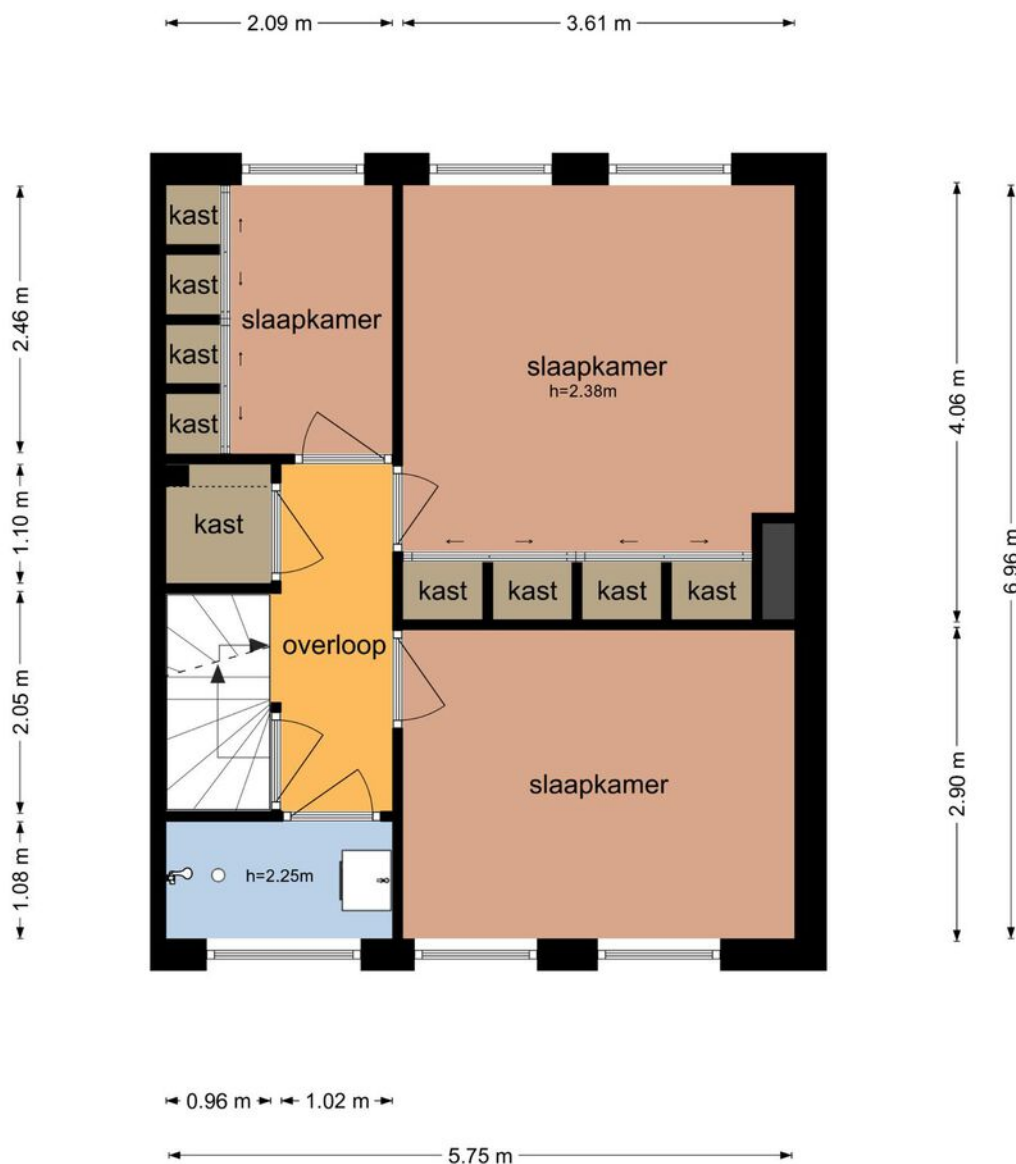 2.09 m
3.61 m
kast
kast
kast
kast
slaapkamer
slaapkamer
h=2.38m
2.46 m
4.06 m
6.96 m
1.10 m
kast
kast
kast
kast
kast
overloop
2.05 m
slaapkamer
2.90 m
1.08 m
h=2.25m
0.96 m
1.02 m
5.75 m